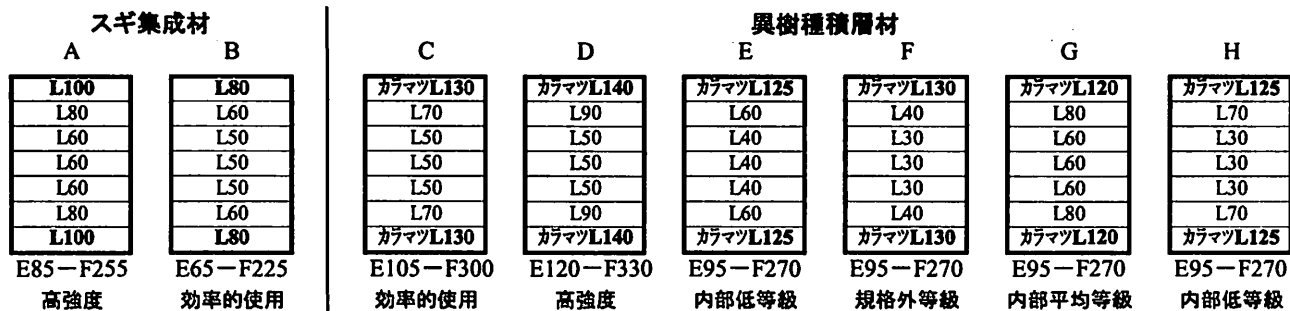 スギ集成材 異樹種積層材
A B C D E F G H
L100 L80 カラマツL130 カラマツL140 カラマツL125 カラマツL130 カラマツL120 カラマツL125
L80 L60 L70 L90 L60 L40 L80 L70
L60 L50 L50 L50 L40 L30 L60 L30
L60 L50 L50 L50 L40 L30 L60 L30
L60 L50 L50 L50 L40 L30 L60 L30
L80 L60 L70 L90 L60 L40 L80 L70
L100 L80 カラマツL130 カラマツL140 カラマツL125 カラマツL130 カラマツL120 カラマツL125
E85－F255 E65－F225 E105－F300 E120－F330 E95－F270 E95－F270 E95－F270 E95－F270
高強度 効率的使用 効率的使用 高強度 内部低等級 規格外等級 内部平均等級 内部低等級